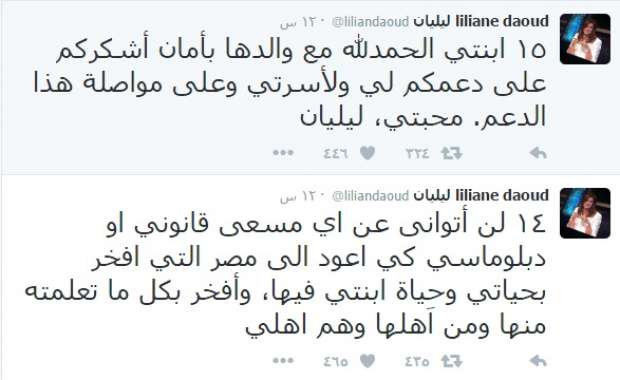 liliane daoud ليليان @liliandaoud · ١٢ س
١٥ ابنتي الحمدلله مع والدها بأمان أشكركم
على دعمكم لي ولأسرتي وعلى مواصلة هذا
الدعم. محبتي، ليليان
٣٢٤ ٤٤٦
liliane daoud ليليان @liliandaoud · ١٢ س
١٤ لن أتوانى عن اي مسعى قانوني او
دبلوماسي كي اعود الى مصر التي افخر
بحياتي وحياة ابنتي فيها، وأفخر بكل ما تعلمته
منها ومن آهلها وهم اهلي
٤٣٥ ٤٦٥